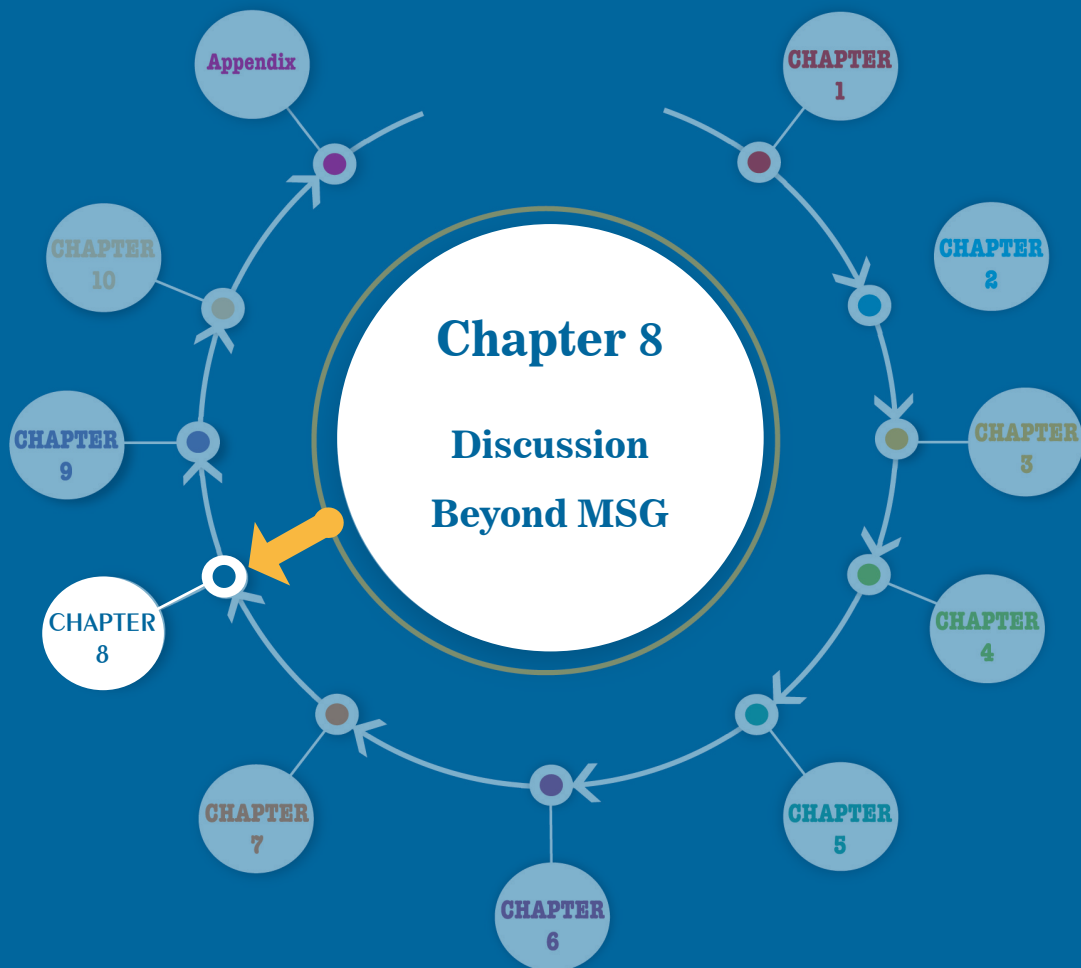 Appendix
CHAPTER
1
CHAPTER
10
CHAPTER
2
Chapter 8
Discussion
Beyond MSG
CHAPTER
9
CHAPTER
3
CHAPTER
8
CHAPTER
4
CHAPTER
7
CHAPTER
5
CHAPTER
6